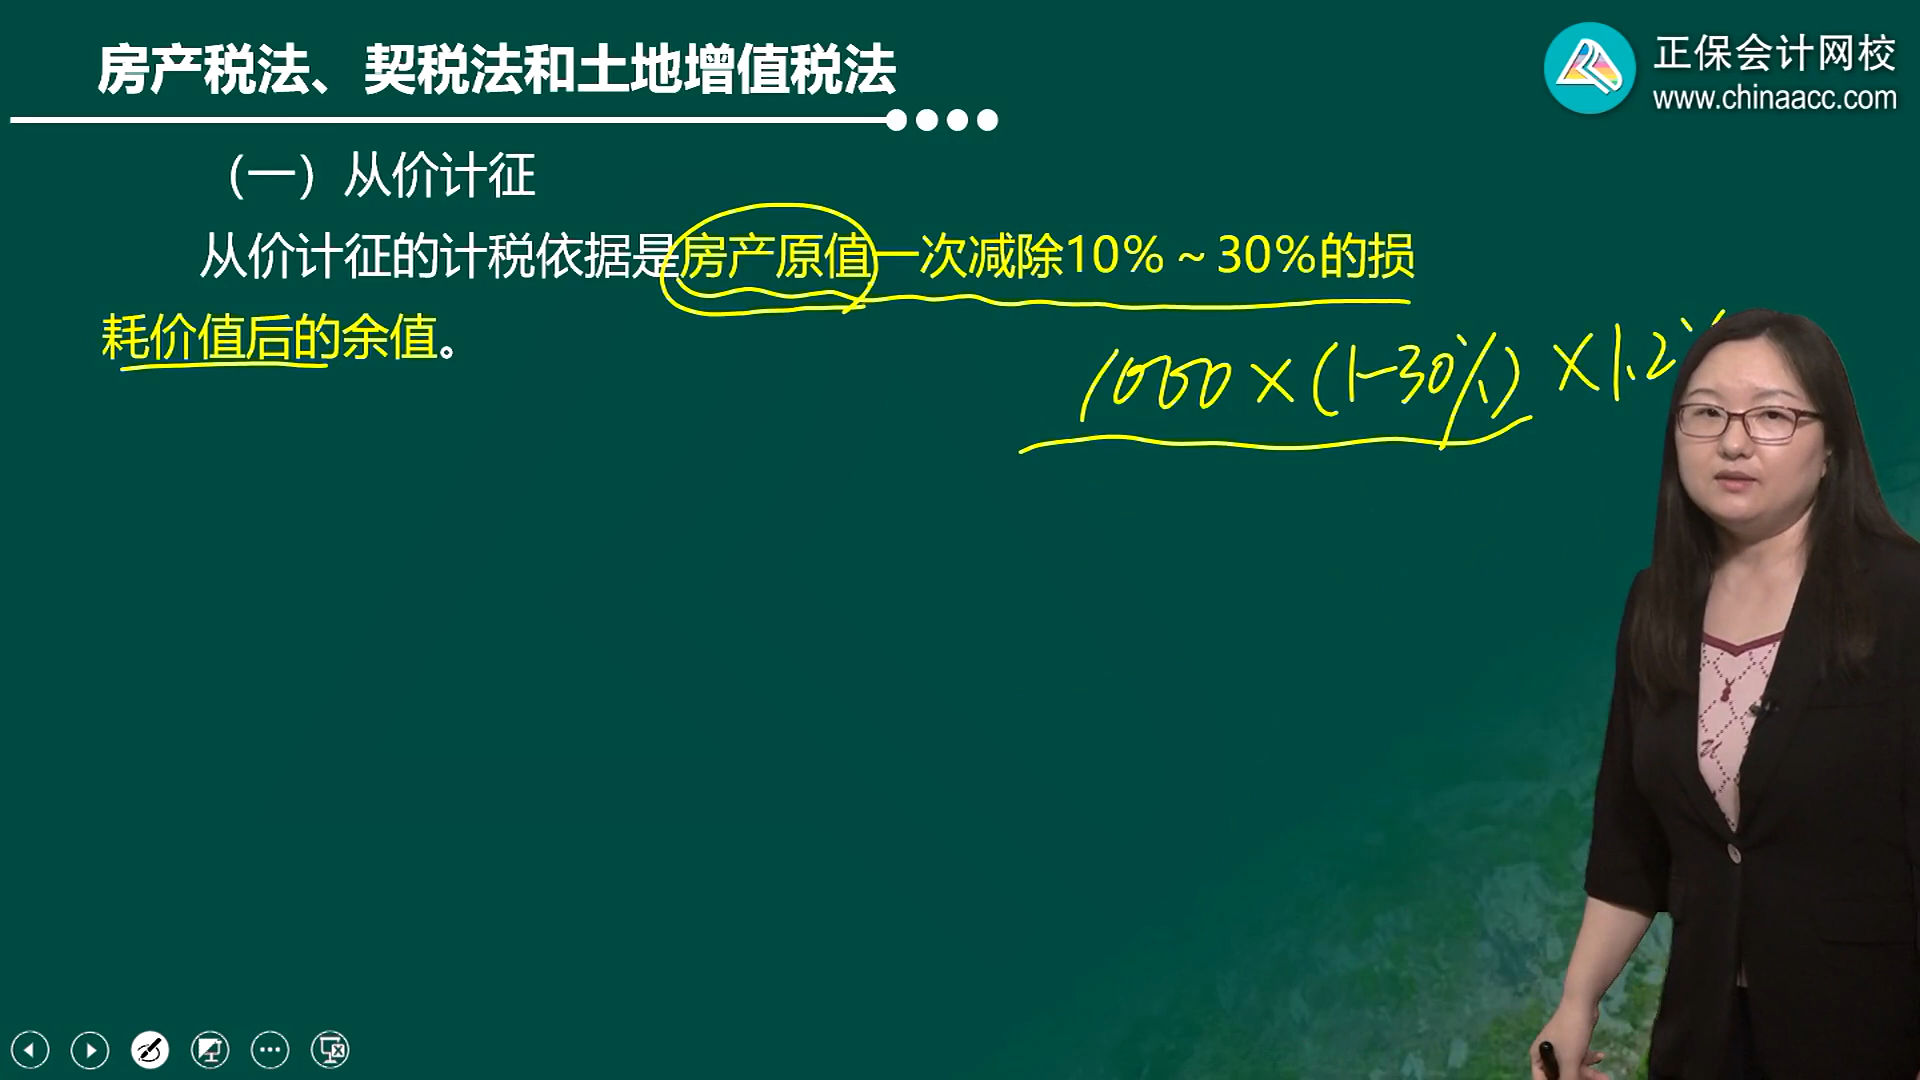 房产税法、契税法和土地增值税法
正保会计网校
www.chinaacc.com
（一）从价计征
从价计征的计税依据是房产原值一次减除10%～30%的损
耗价值后的余值。
1000×(1-30%)×1.2%